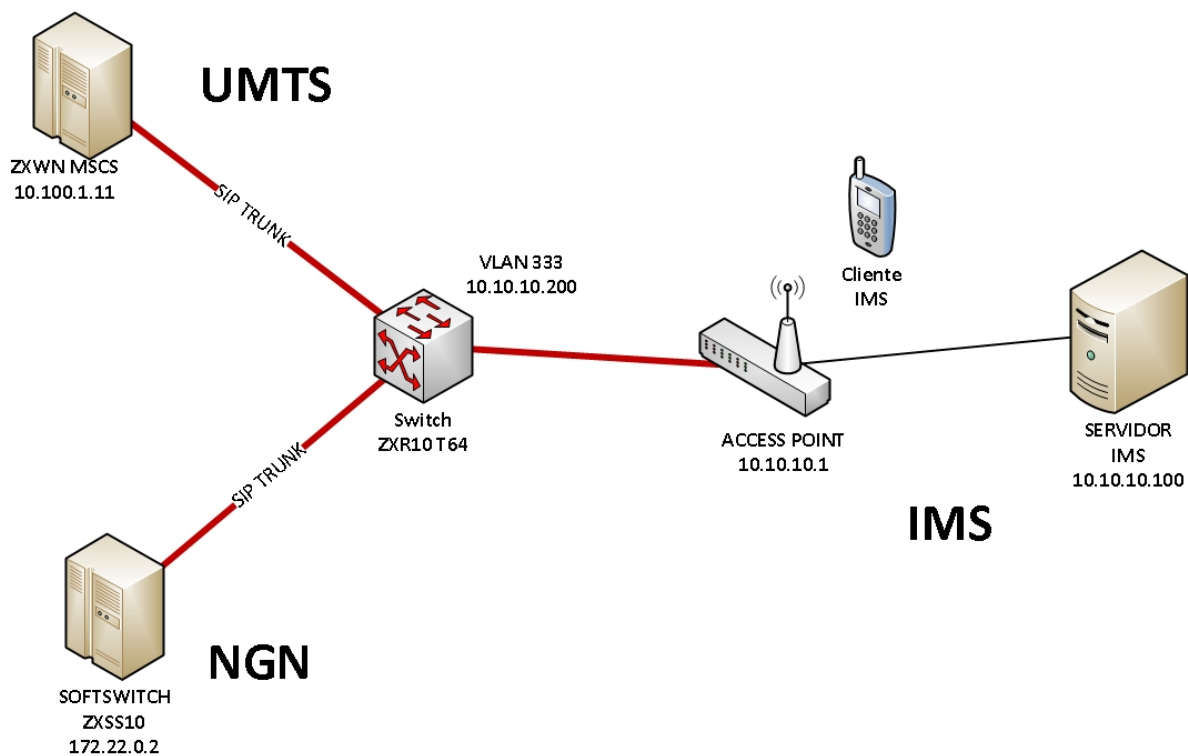 UMTS
ZXWN MSCS
10.100.1.11
SIP TRUNK
VLAN 333
10.10.10.200
Cliente
IMS
Switch
ZXR10 T64
ACCESS POINT
10.10.10.1
SERVIDOR
IMS
10.10.10.100
IMS
SIP TRUNK
NGN
SOFTSWITCH
ZXSS10
172.22.0.2